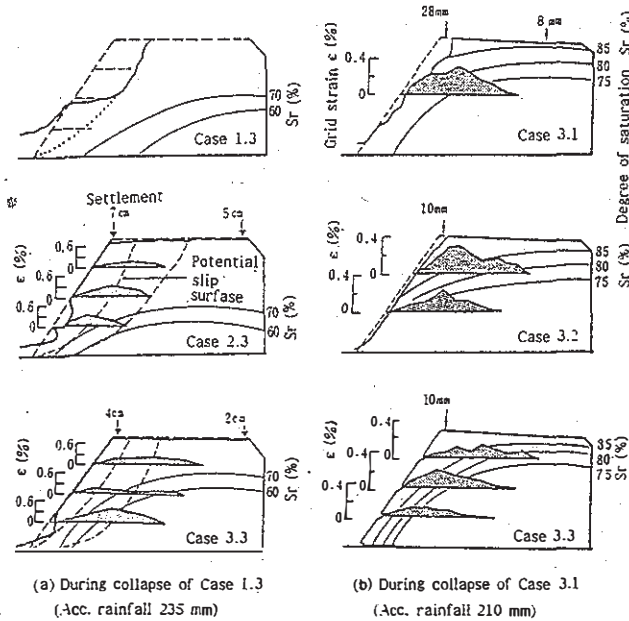 Case 1.3
70
60
Sr (%)
28mm
8 mm
Grid strain ε (%)
0.4
0
85
80
75
Case 3.1
Degree of saturation Sr (%)
Settlement
5cm
ε (%)
0.6
0
0.6
0
0.6
0
Potential
slip
surfase
70
60
Sr (%)
Case 2.3
10mm
ε (%)
0.4
0
0.4
0
85
80
75
Sr (%)
Case 3.2
4cm
2cm
ε (%)
0.6
0
0.6
0
70
60
Sr (%)
Case 3.3
10mm
ε (%)
0.4
0
0.4
0
0.4
0
85
80
75
Sr (%)
Case 3.3
(a) During collapse of Case 1.3
(Acc. rainfall 235 mm)
(b) During collapse of Case 3.1
(Acc. rainfall 210 mm)